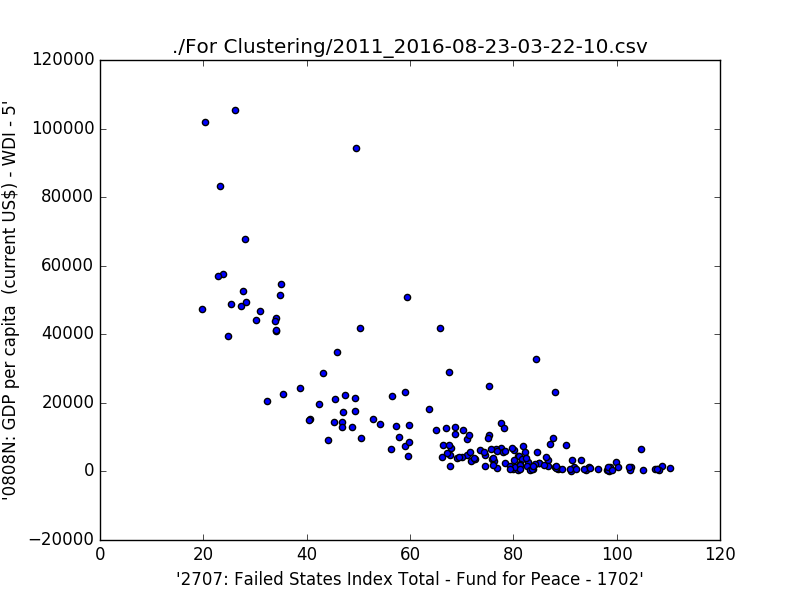 ./For Clustering/2011_2016-08-23-03-22-10.csv
120000
100000
80000
60000
40000
20000
0
−20000
'0808N: GDP per capita  (current US$) - WDI - 5'
0 20 40 60 80 100 120
'2707: Failed States Index Total - Fund for Peace - 1702'